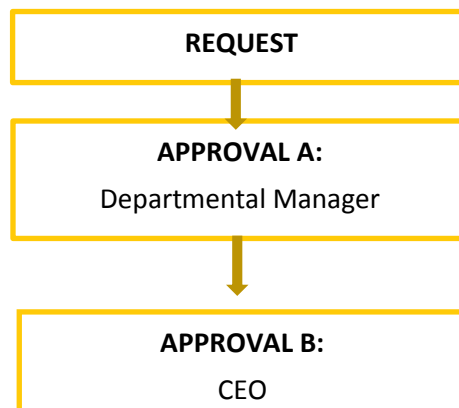 REQUEST
APPROVAL A:
Departmental Manager
APPROVAL B:
CEO